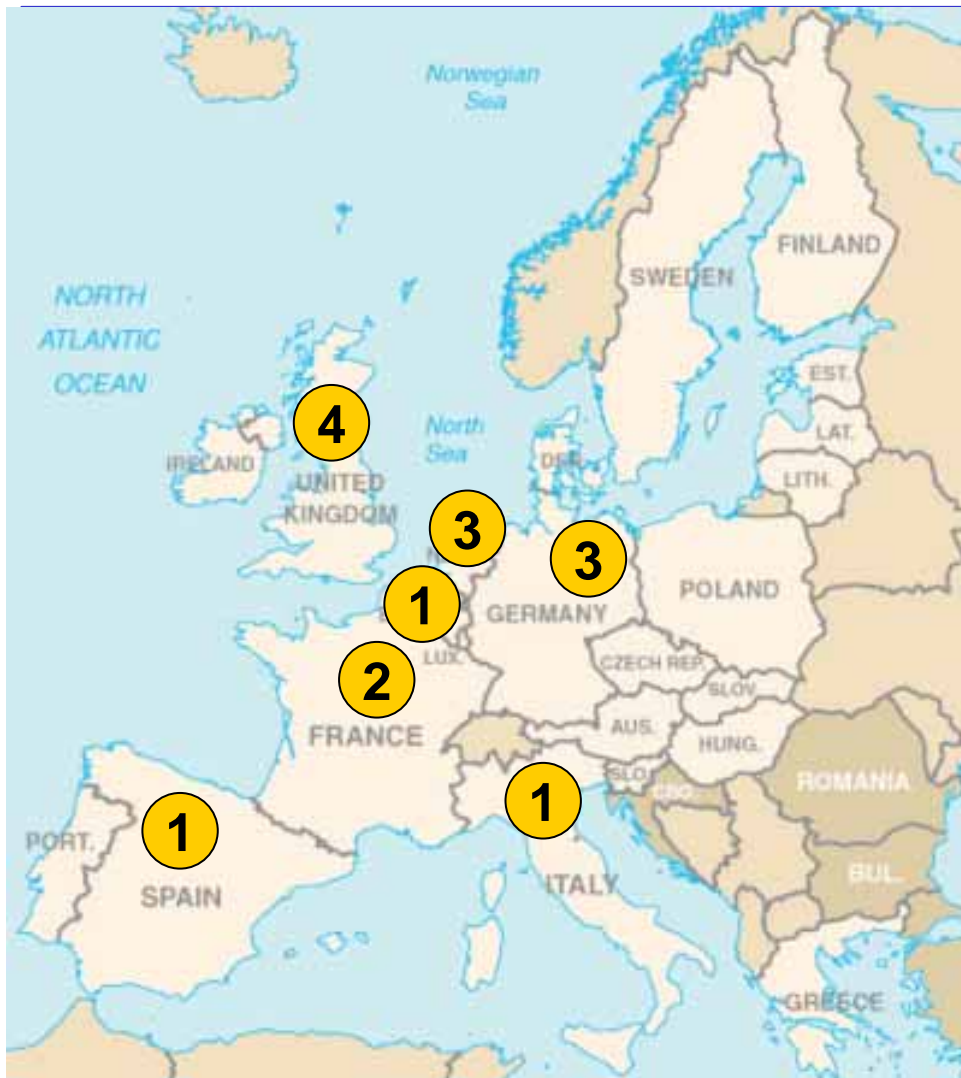 Norwegian
Sea
FINLAND
SWEDEN
NORTH
ATLANTIC
OCEAN
EST.
4
North
Sea
LAT.
IRELAND
DEN.
LITH.
UNITED
KINGDOM
3
3
POLAND
1
GERMANY
LUX.
CZECH REP.
2
SLOV.
FRANCE
AUS.
HUNG.
SLO.
ROMANIA
CRO.
1
1
PORT.
BUL.
ITALY
SPAIN
GREECE